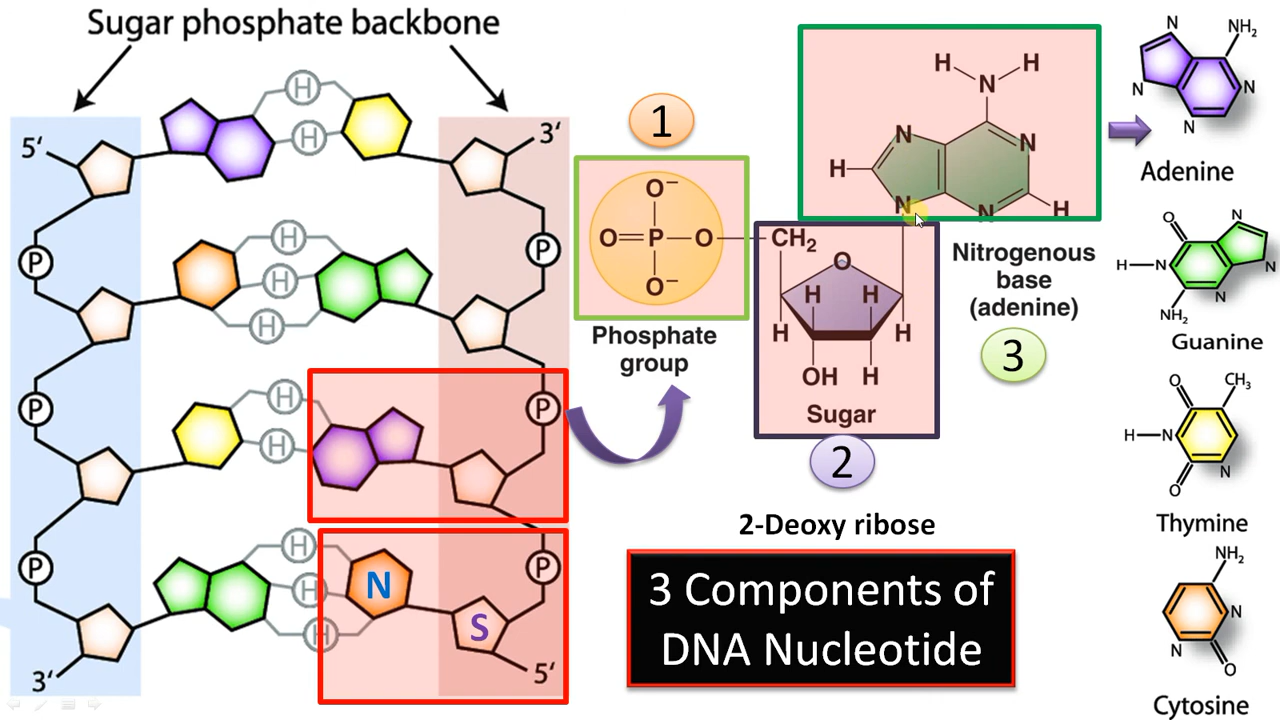 Sugar phosphate backbone
5‘
3‘
H
H
P
P
H
H
H
P
P
H
H
P
P
H
H
H
N
S
3‘
5‘
1
O–
O=P–O
O–
Phosphate
group
CH₂
O
H H
H H
OH H
Sugar
2
2-Deoxy ribose
H H
N
N N
H
N N H
Nitrogenous
base
(adenine)
3
3 Components of
DNA Nucleotide
N NH₂
N N
N
Adenine
O N
H–N N
NH₂ N
Guanine
O CH₃
H–N
O N
Thymine
NH₂
N
N O
Cytosine